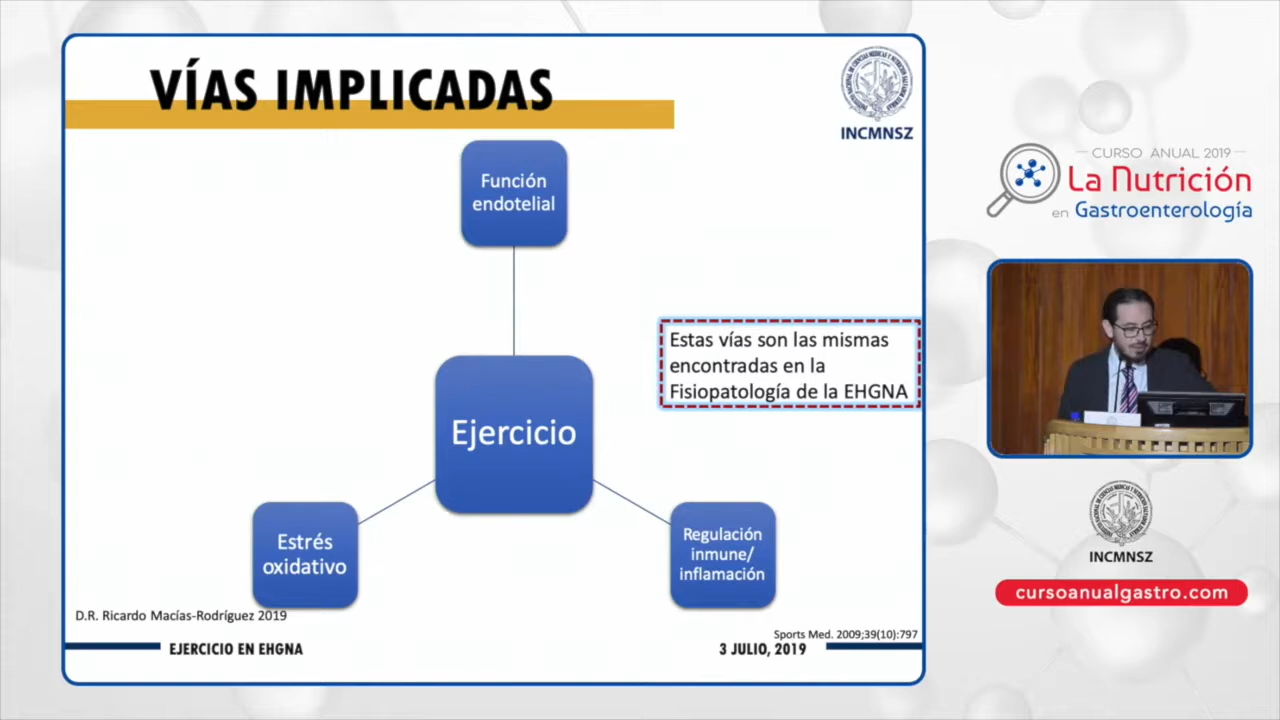 VÍAS IMPLICADAS
INCMNSZ
Función
endotelial
Estas vías son las mismas
encontradas en la
Fisiopatología de la EHGNA
Ejercicio
Estrés
oxidativo
Regulación
inmune/
inflamación
D.R. Ricardo Macías-Rodríguez 2019
Sports Med. 2009;39(10):797
EJERCICIO EN EHGNA
3 JULIO, 2019
CURSO ANUAL 2019
La Nutrición
en Gastroenterología
INCMNSZ
cursoanualgastro.com